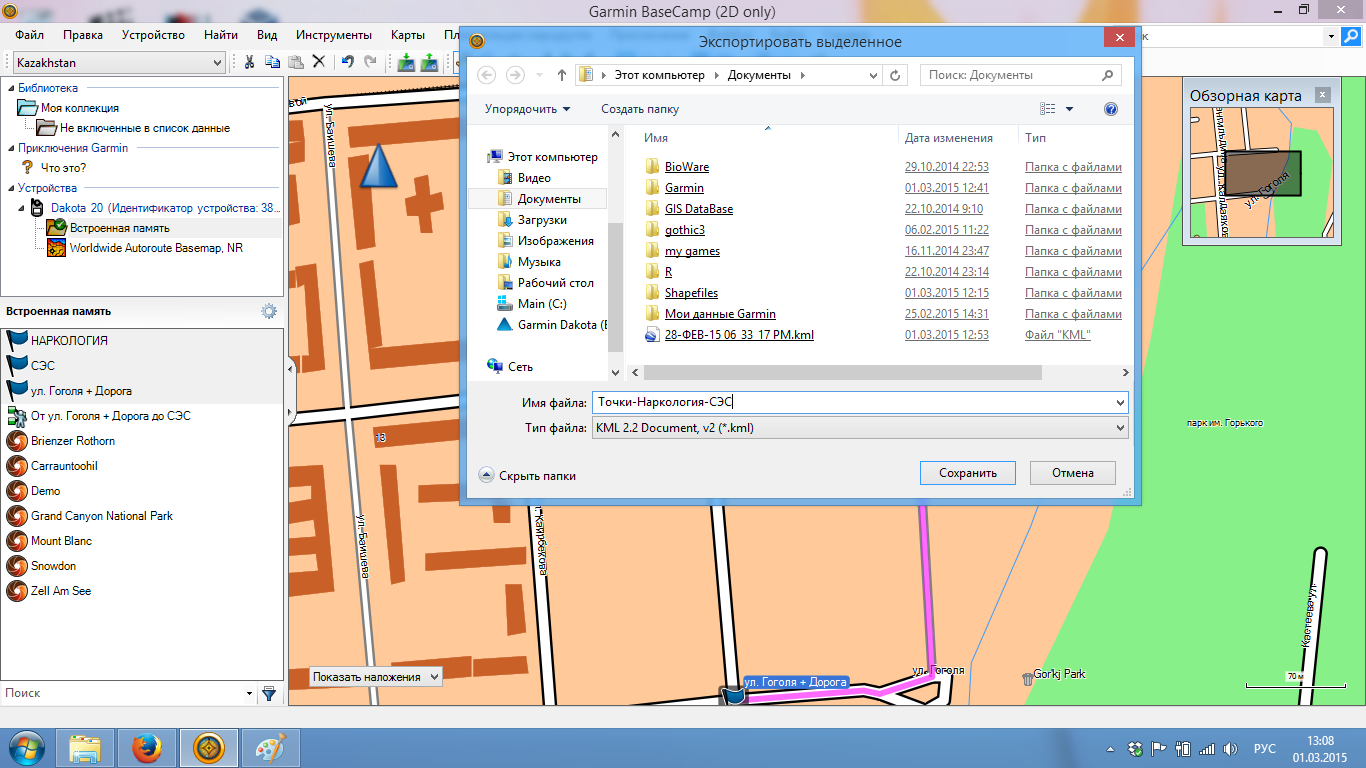 Garmin BaseCamp (2D only)
Файл Правка Устройство Найти Вид Инструменты Карты
Kazakhstan
Библиотека
Моя коллекция
Не включенные в список данные
Приключения Garmin
Что это?
Устройства
Dakota 20 (Идентификатор устройства: 38...
Встроенная память
Worldwide Autoroute Basemap, NR
Встроенная память
НАРКОЛОГИЯ
СЭС
ул. Гоголя + Дорога
От ул. Гоголя + Дорога до СЭС
Brienzer Rothorn
Carrauntoohil
Demo
Grand Canyon National Park
Mount Blanc
Snowdon
Zell Am See
Поиск
Экспортировать выделенное
Этот компьютер Документы
Поиск: Документы
Упорядочить Создать папку
Этот компьютер
Видео
Документы
Загрузки
Изображения
Музыка
Рабочий стол
Main (C:)
Garmin Dakota (
Сеть
Имя Дата изменения Тип
BioWare 29.10.2014 22:53 Папка с файлами
Garmin 01.03.2015 12:41 Папка с файлами
GIS DataBase 22.10.2014 9:10 Папка с файлами
gothic3 06.02.2015 11:22 Папка с файлами
my games 16.11.2014 23:47 Папка с файлами
R 22.10.2014 23:14 Папка с файлами
Shapefiles 01.03.2015 12:15 Папка с файлами
Мои данные Garmin 25.02.2015 14:31 Папка с файлами
28-ФЕВ-15 06_33_17 PM.kml 01.03.2015 12:53 Файл "KML"
Имя файла: Точки-Наркология-СЭС
Тип файла: KML 2.2 Document, v2 (*.kml)
Скрыть папки
Сохранить Отмена
Обзорная карта
ул. Гоголя
ул. Баишева
13
ул. Баишева
ул. Кайрбекова
парк им. Горького
Каетеева ул.
ул. Гоголя
Gor'kj Park
ул. Гоголя + Дорога
Показать наложения
70 м
РУС
13:08
01.03.2015